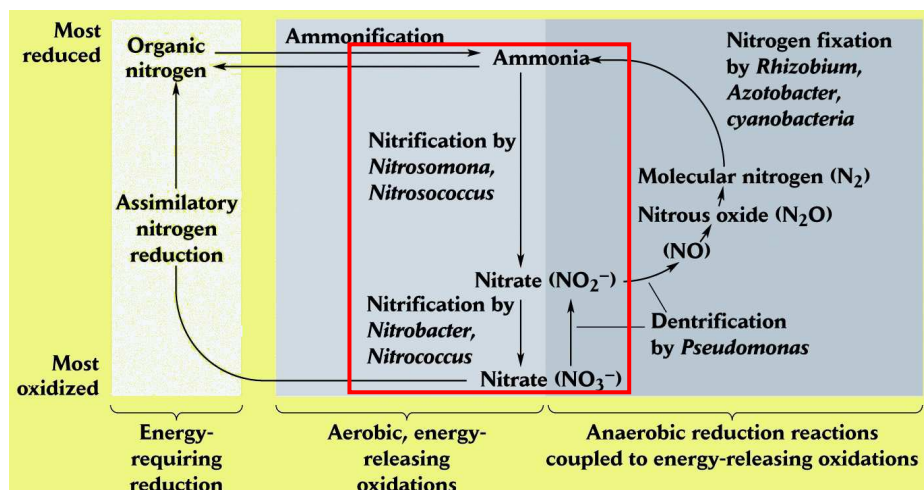 Most
reduced
Organic
nitrogen
Ammonification
Ammonia
Nitrogen fixation
by Rhizobium,
Azotobacter,
cyanobacteria
Nitrification by
Nitrosomona,
Nitrosococcus
Molecular nitrogen (N₂)
Assimilatory
nitrogen
reduction
Nitrous oxide (N₂O)
(NO)
Nitrate (NO₂⁻)
Nitrification by
Nitrobacter,
Nitrococcus
Dentrification
by Pseudomonas
Most
oxidized
Nitrate (NO₃⁻)
Energy-
requiring
reduction
Aerobic, energy-
releasing
oxidations
Anaerobic reduction reactions
coupled to energy-releasing oxidations